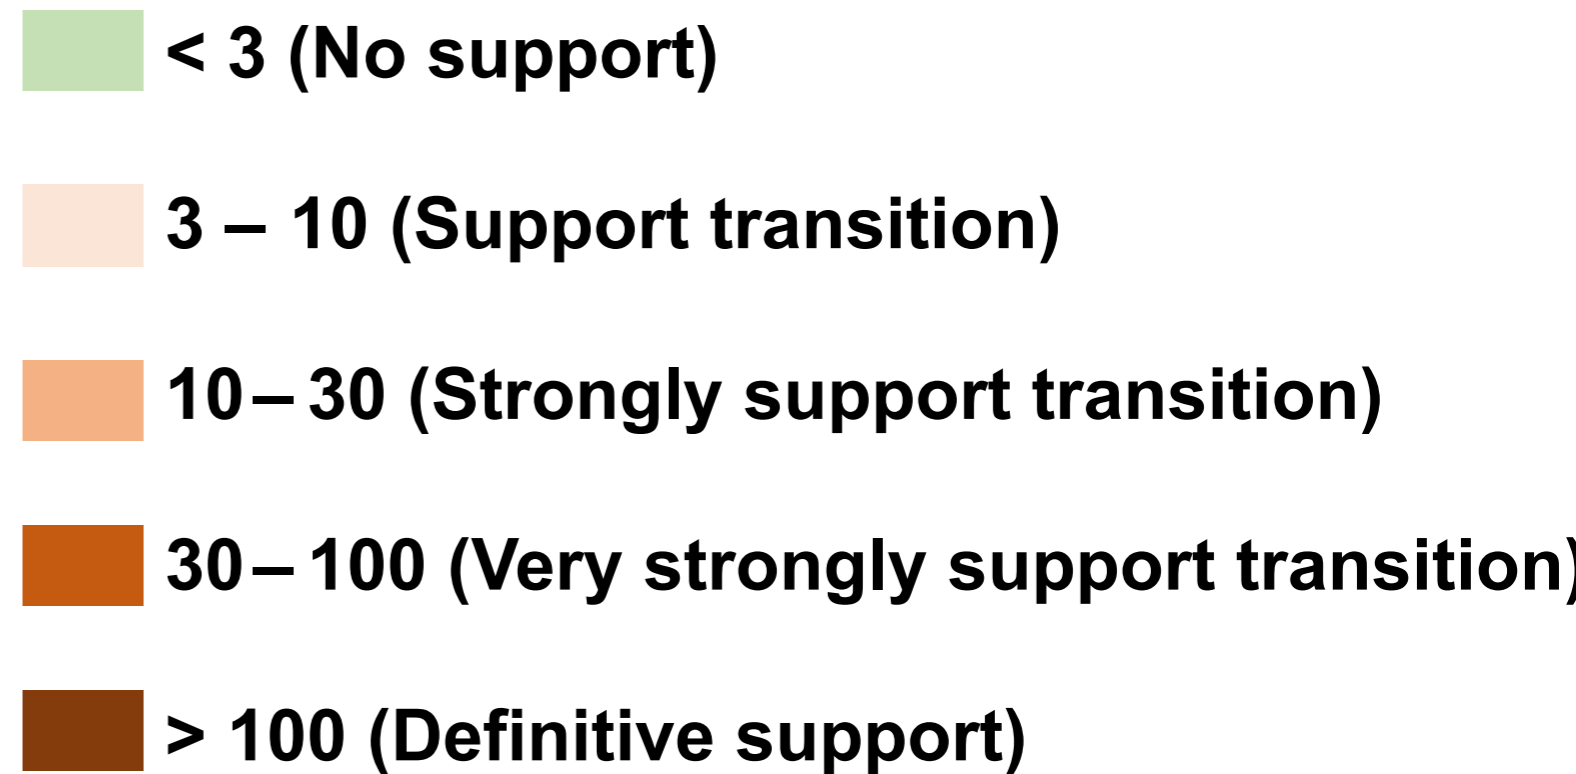 < 3 (No support)
3 – 10 (Support transition)
10 – 30 (Strongly support transition)
30 – 100 (Very strongly support transition)
> 100 (Definitive support)